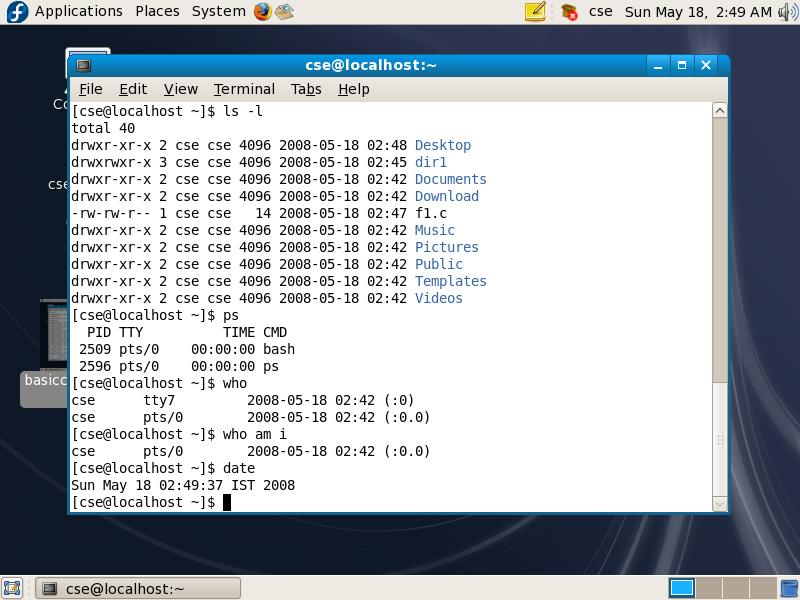 Applications Places System cse Sun May 18, 2:49 AM
cse@localhost:~
File Edit View Terminal Tabs Help
[cse@localhost ~]$ ls -l
total 40
drwxr-xr-x 2 cse cse 4096 2008-05-18 02:48 Desktop
drwxrwxr-x 3 cse cse 4096 2008-05-18 02:45 dir1
drwxr-xr-x 2 cse cse 4096 2008-05-18 02:42 Documents
drwxr-xr-x 2 cse cse 4096 2008-05-18 02:42 Download
-rw-rw-r-- 1 cse cse   14 2008-05-18 02:47 f1.c
drwxr-xr-x 2 cse cse 4096 2008-05-18 02:42 Music
drwxr-xr-x 2 cse cse 4096 2008-05-18 02:42 Pictures
drwxr-xr-x 2 cse cse 4096 2008-05-18 02:42 Public
drwxr-xr-x 2 cse cse 4096 2008-05-18 02:42 Templates
drwxr-xr-x 2 cse cse 4096 2008-05-18 02:42 Videos
[cse@localhost ~]$ ps
  PID TTY          TIME CMD
 2509 pts/0    00:00:00 bash
 2596 pts/0    00:00:00 ps
[cse@localhost ~]$ who
cse      tty7         2008-05-18 02:42 (:0)
cse      pts/0        2008-05-18 02:42 (:0.0)
[cse@localhost ~]$ who am i
cse      pts/0        2008-05-18 02:42 (:0.0)
[cse@localhost ~]$ date
Sun May 18 02:49:37 IST 2008
[cse@localhost ~]$
cse@localhost:~